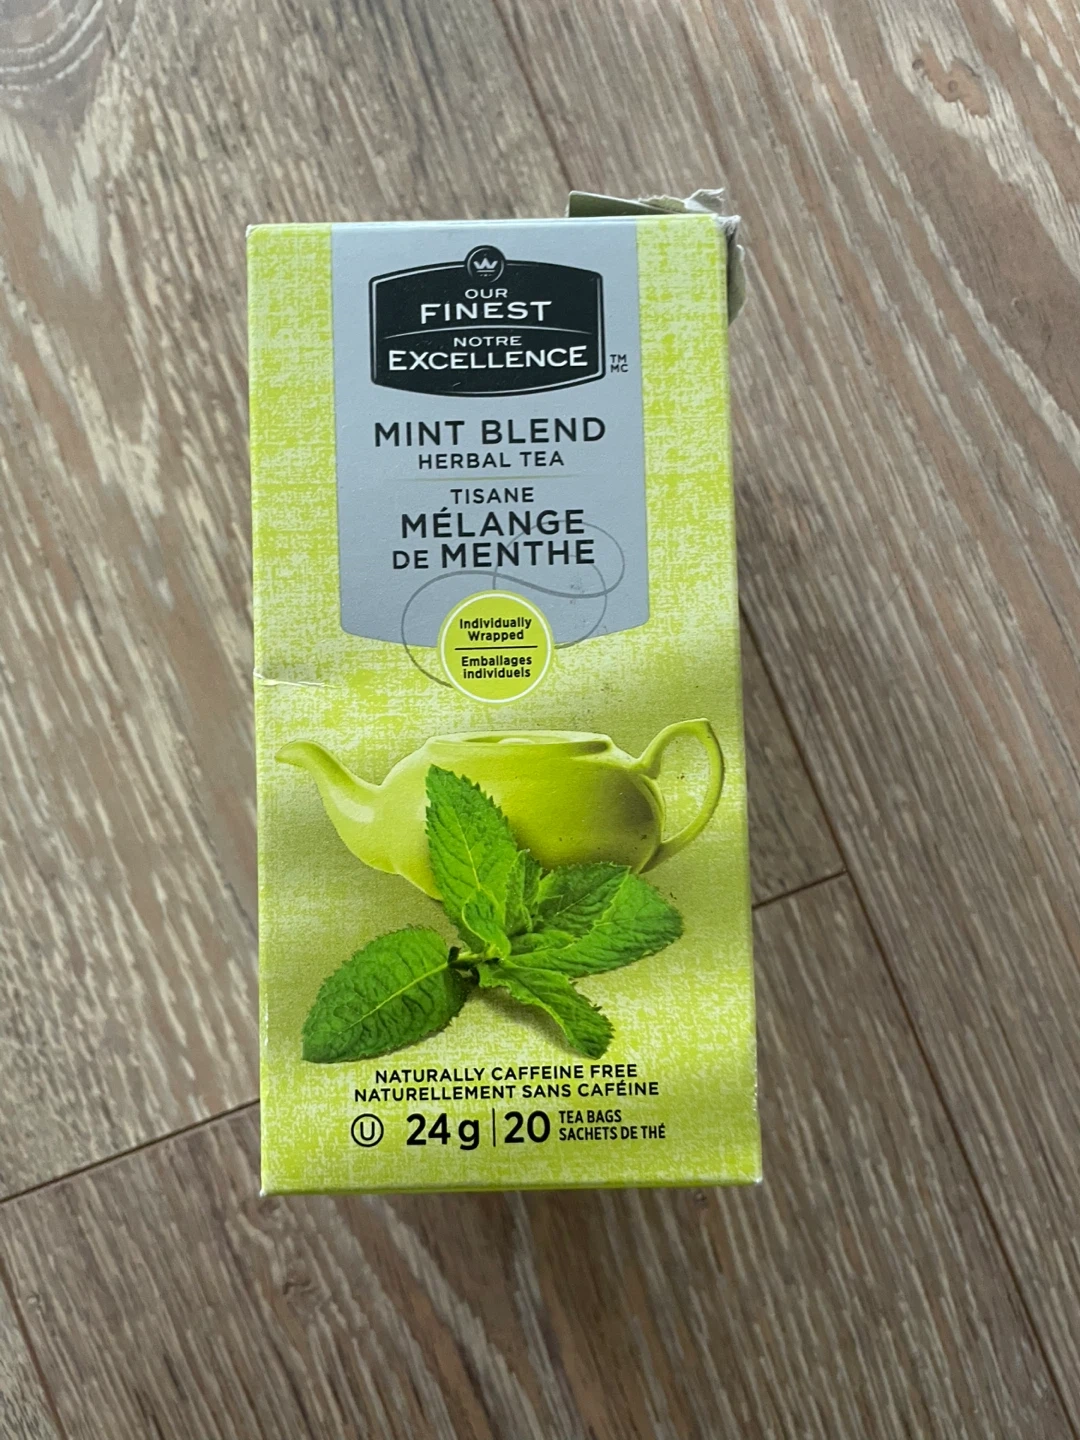 OUR
FINEST
NOTRE
EXCELLENCE
TM
MC
MINT BLEND
HERBAL TEA
TISANE
MÉLANGE
DE MENTHE
Individually
Wrapped
Emballages
individuels
NATURALLY CAFFEINE FREE
NATURELLEMENT SANS CAFÉINE
U 24 g | 20 TEA BAGS
SACHETS DE THÉ